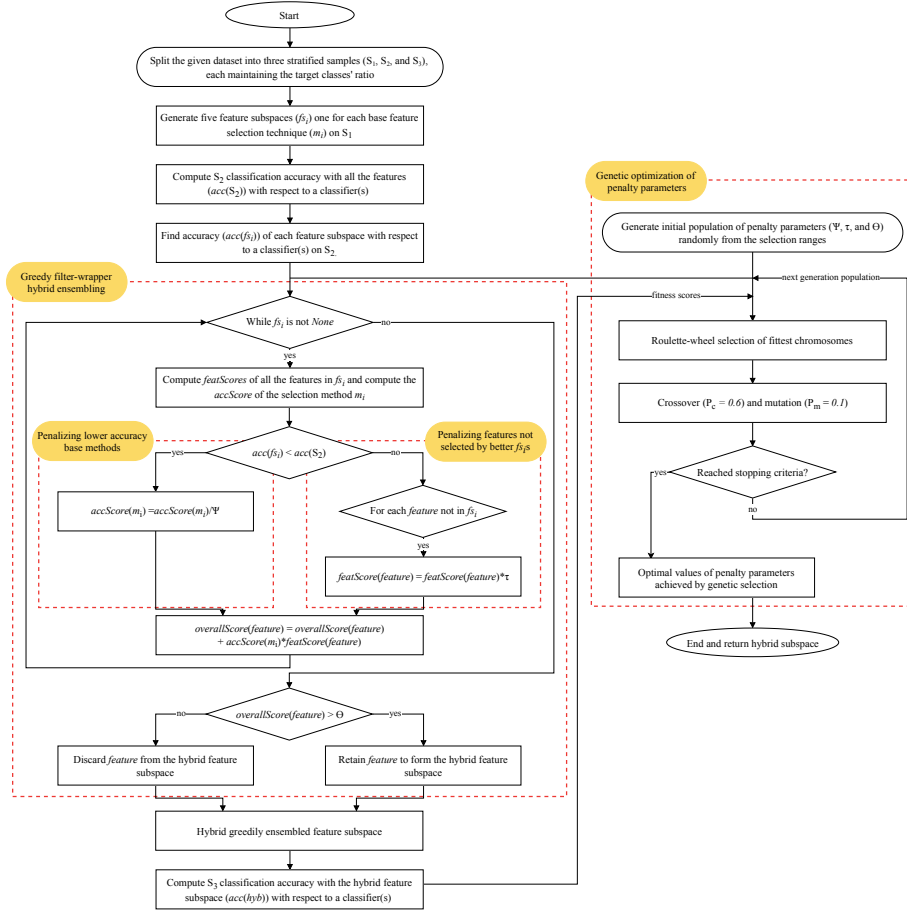 Start
Split the given dataset into three stratified samples (S₁, S₂, and S₃),
each maintaining the target classes' ratio
Generate five feature subspaces (fsᵢ) one for each base feature
selection technique (mᵢ) on S₁
Compute S₂ classification accuracy with all the features
(acc(S₂)) with respect to a classifier(s)
Find accuracy (acc(fsᵢ)) of each feature subspace with respect
to a classifier(s) on S₂.
Greedy filter-wrapper
hybrid ensembling
While fsᵢ is not None
no
yes
Compute featScores of all the features in fsᵢ and compute the
accScore of the selection method mᵢ
Penalizing lower accuracy
base methods
Penalizing features not
selected by better fsᵢs
yes
acc(fsᵢ) < acc(S₂)
no
accScore(mᵢ) =accScore(mᵢ)/Ψ
For each feature not in fsᵢ
yes
featScore(feature) = featScore(feature)*τ
overallScore(feature) = overallScore(feature)
+ accScore(mᵢ)*featScore(feature)
no
overallScore(feature) > Θ
yes
Discard feature from the hybrid feature
subspace
Retain feature to form the hybrid feature
subspace
Hybrid greedily ensembled feature subspace
Compute S₃ classification accuracy with the hybrid feature
subspace (acc(hyb)) with respect to a classifier(s)
Genetic optimization of
penalty parameters
Generate initial population of penalty parameters (Ψ, τ, and Θ)
randomly from the selection ranges
next generation population
fitness scores
Roulette-wheel selection of fittest chromosomes
Crossover (P_c = 0.6) and mutation (Pₘ = 0.1)
yes
Reached stopping criteria?
no
Optimal values of penalty parameters
achieved by genetic selection
End and return hybrid subspace